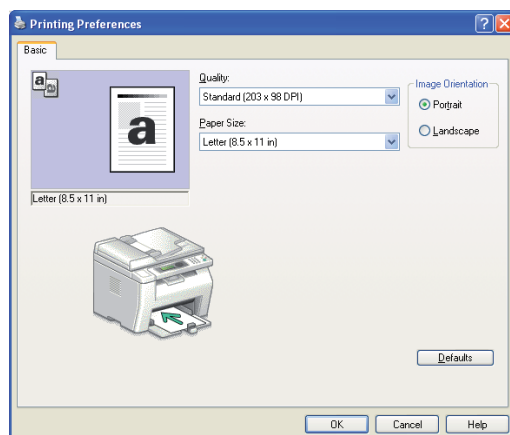 Printing Preferences
Basic
a
a
Quality:
Standard (203 x 98 DPI)
Paper Size:
Letter (8.5 x 11 in)
Image Orientation
Portrait
Landscape
a
Letter (8.5 x 11 in)
Defaults
OK
Cancel
Help